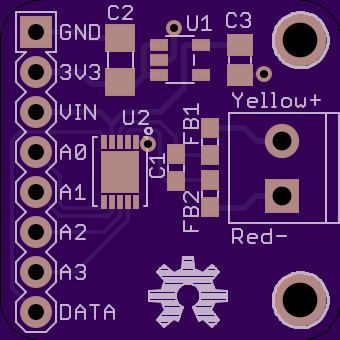 GND
C2
U1
C3
3V3
Yellow+
VIN
U2
FB1
A0
C1
A1
FB2
A2
Red-
A3
DATA